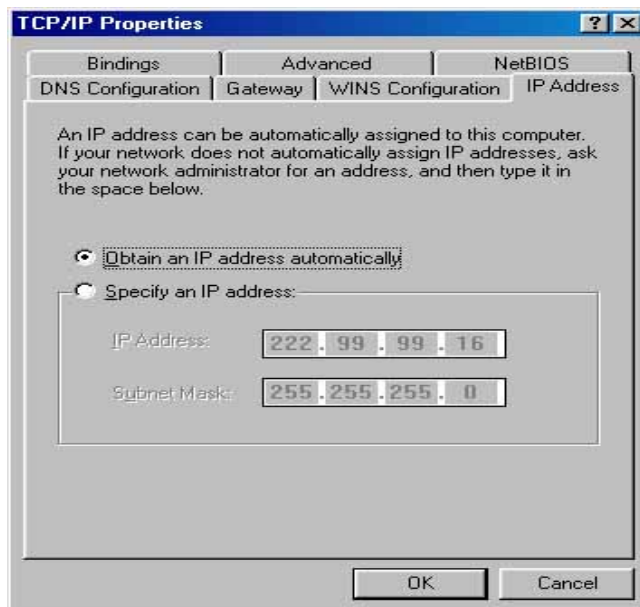 TCP/IP Properties
Bindings Advanced NetBIOS
DNS Configuration Gateway WINS Configuration IP Address
An IP address can be automatically assigned to this computer.
If your network does not automatically assign IP addresses, ask
your network administrator for an address, and then type it in
the space below.
Obtain an IP address automatically
Specify an IP address:
IP Address: 222 . 99 . 99 . 16
Subnet Mask: 255 . 255 . 255 . 0
OK Cancel